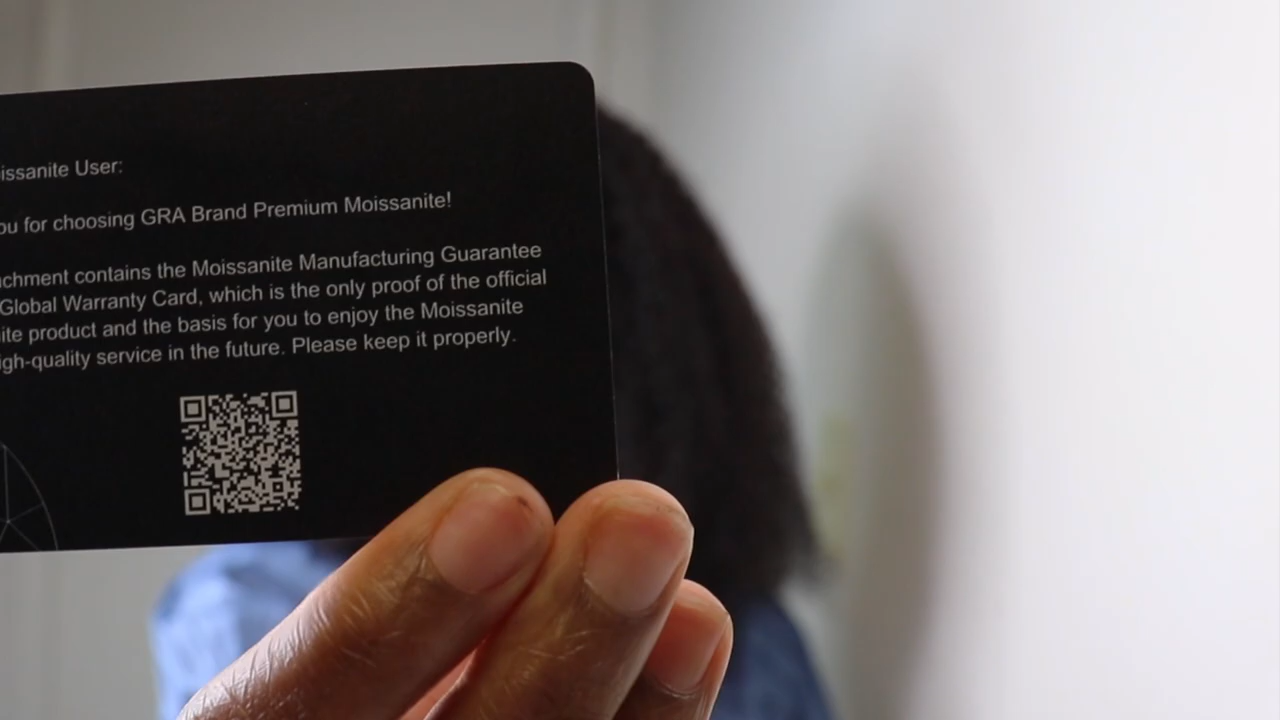 issanite User:
ou for choosing GRA Brand Premium Moissanite!
chment contains the Moissanite Manufacturing Guarantee
Global Warranty Card, which is the only proof of the official
ite product and the basis for you to enjoy the Moissanite
igh-quality service in the future. Please keep it properly.